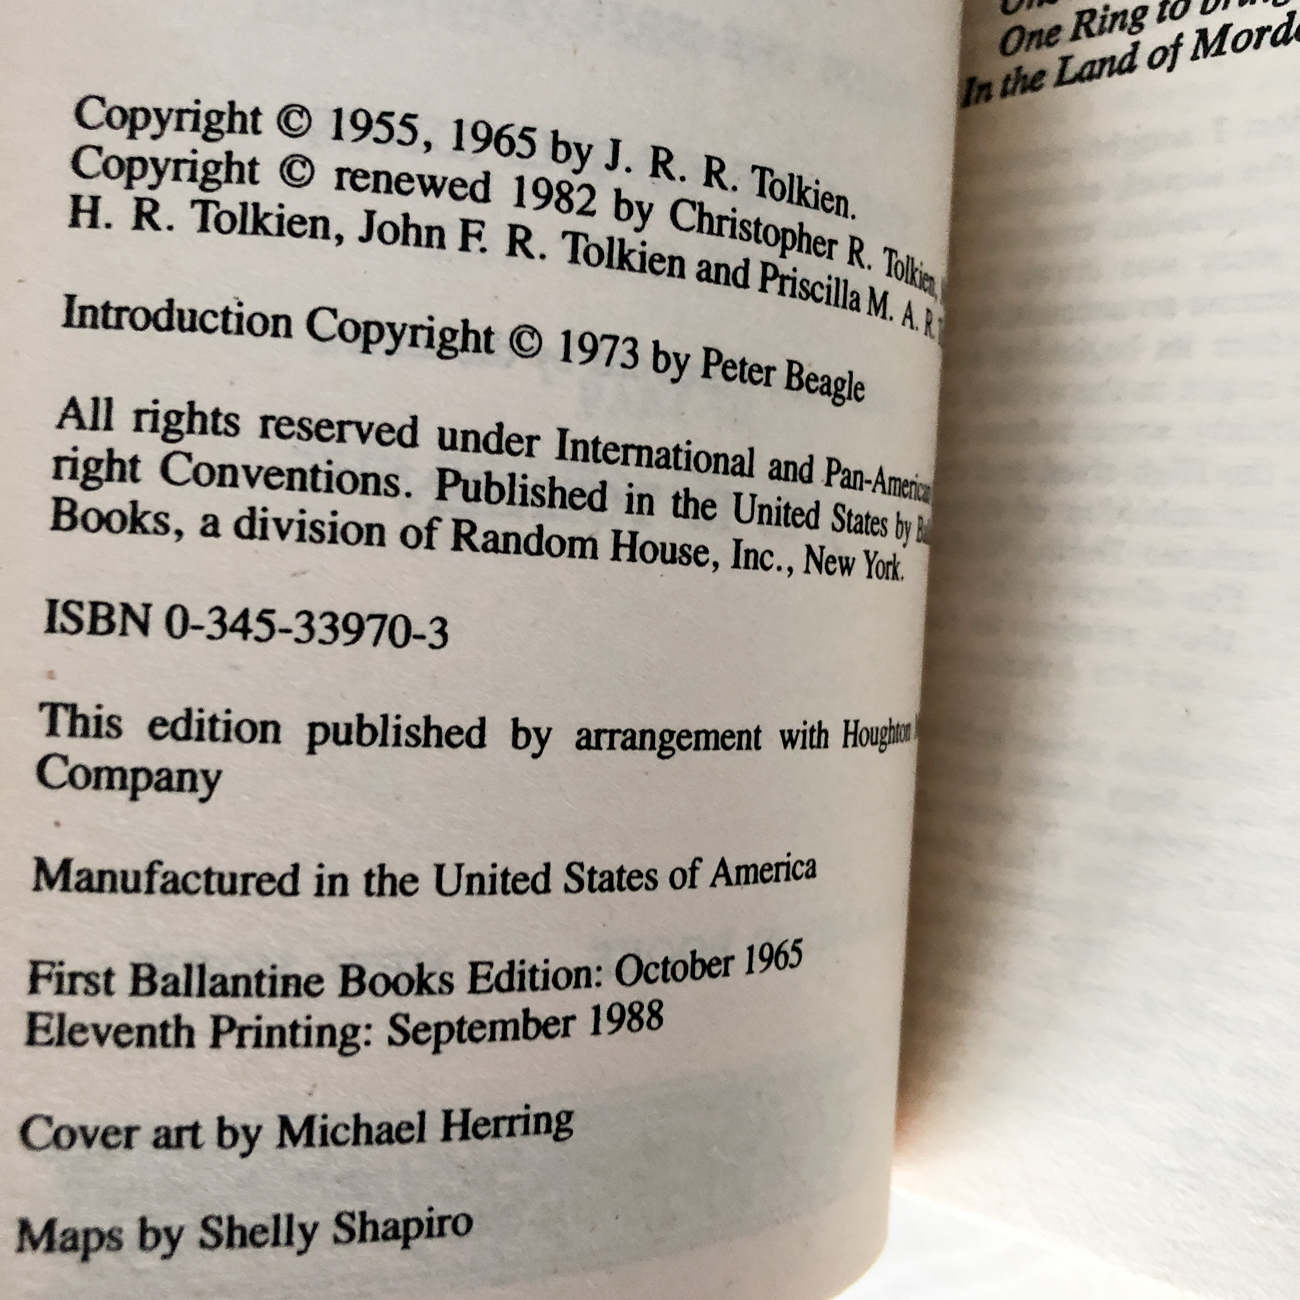 Copyright © 1955, 1965 by J. R. R. Tolkien.
Copyright © renewed 1982 by Christopher R. Tolkien,
H. R. Tolkien, John F. R. Tolkien and Priscilla M. A. R.
Introduction Copyright © 1973 by Peter Beagle
All rights reserved under International and Pan-American
right Conventions. Published in the United States by
Books, a division of Random House, Inc., New York.
ISBN 0-345-33970-3
This edition published by arrangement with Houghton
Company
Manufactured in the United States of America
First Ballantine Books Edition: October 1965
Eleventh Printing: September 1988
Cover art by Michael Herring
Maps by Shelly Shapiro
One Ring to
In the Land of